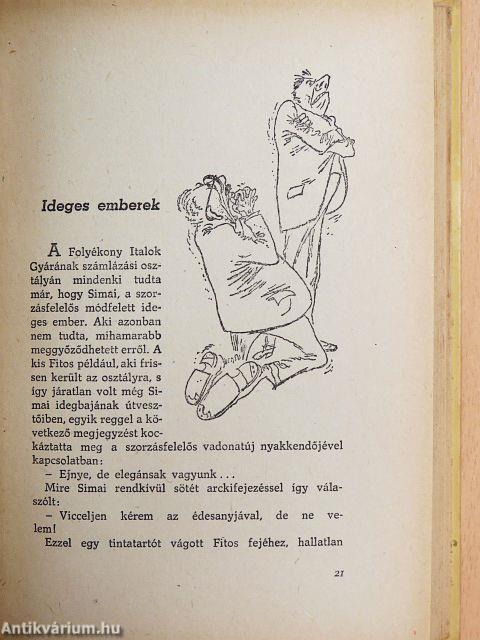 Ideges emberek
A Folyékony Italok
Gyárának számlázási osz-
tályán mindenki tudta
már, hogy Simai, a szor-
zásfelelős módfelett ide-
ges ember. Aki azonban
nem tudta, mihamarabb
meggyőződhetett erről. A
kis Fitos például, aki fris-
sen került az osztályra, s
így járatlan volt még Si-
mai idegbajának útvesz-
tőiben, egyik reggel a kö-
vetkező megjegyzést koc-
káztatta meg a szorzásfelelős vadonatúj nyakkendőjével
kapcsolatban:
– Ejnye, de elegánsak vagyunk...
Mire Simai rendkívül sötét arckifejezéssel így vála-
szólt:
– Vicceljen kérem az édesanyjával, de ne ve-
lem!
Ezzel egy tintatartót vágott Fitos fejéhez, hallatlan
21
Antikvárium.hu